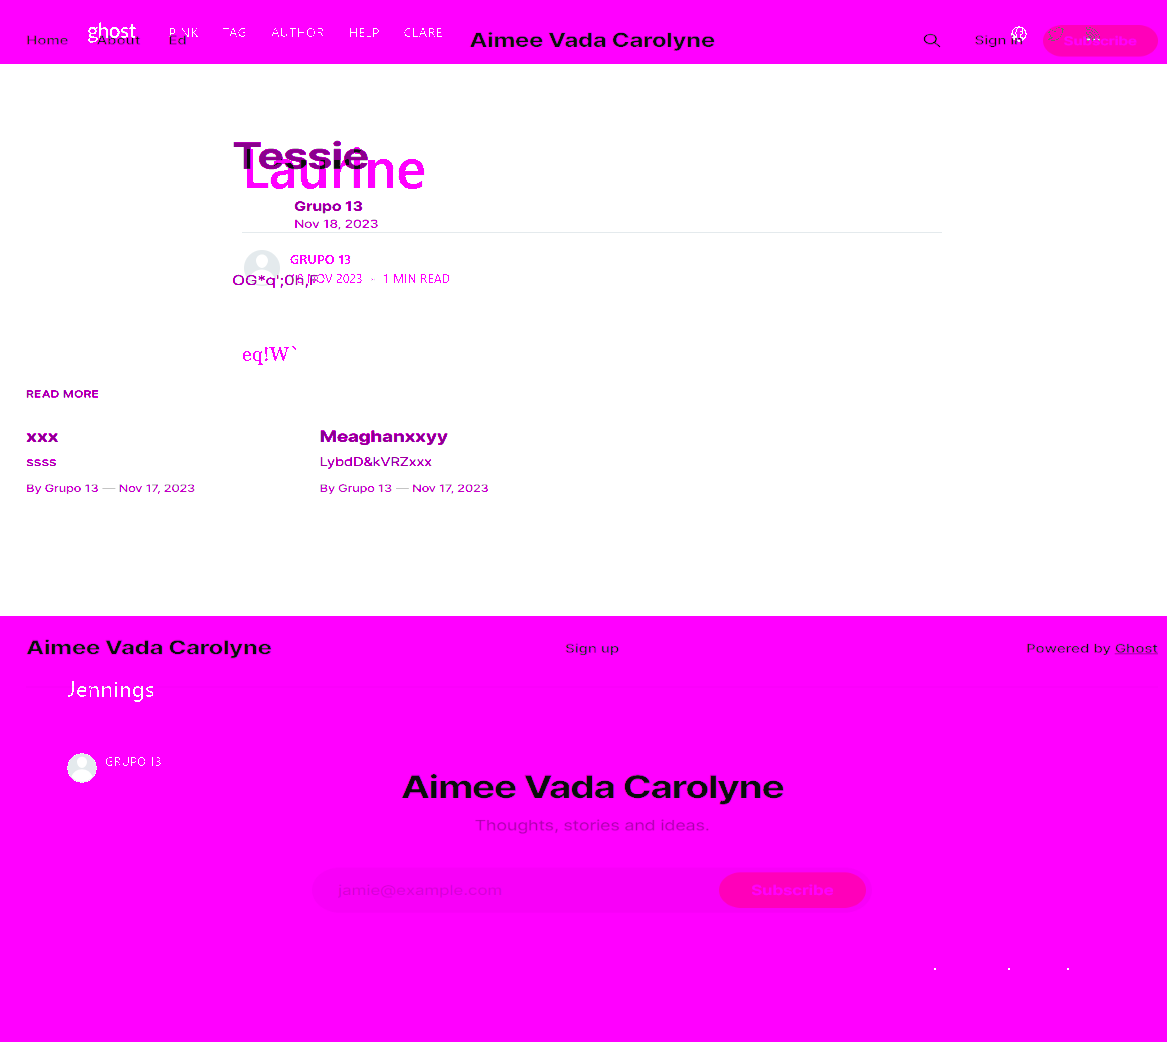 ghost PINK TAG AUTHOR HELP CLARE
Home About Ed Aimee Vada Carolyne Sign in Subscribe
Tessie
Laurine
Grupo 13
Nov 18, 2023
GRUPO 13
NOV 2023 · 1 MIN READ
eq!W`
READ MORE
xxx Meaghanxxyy
ssss LybdD&kVRZxxx
By Grupo 13 — Nov 17, 2023 By Grupo 13 — Nov 17, 2023
Aimee Vada Carolyne Sign up Powered by Ghost
Jennings
GRUPO 13
Aimee Vada Carolyne
Thoughts, stories and ideas.
jamie@example.com Subscribe